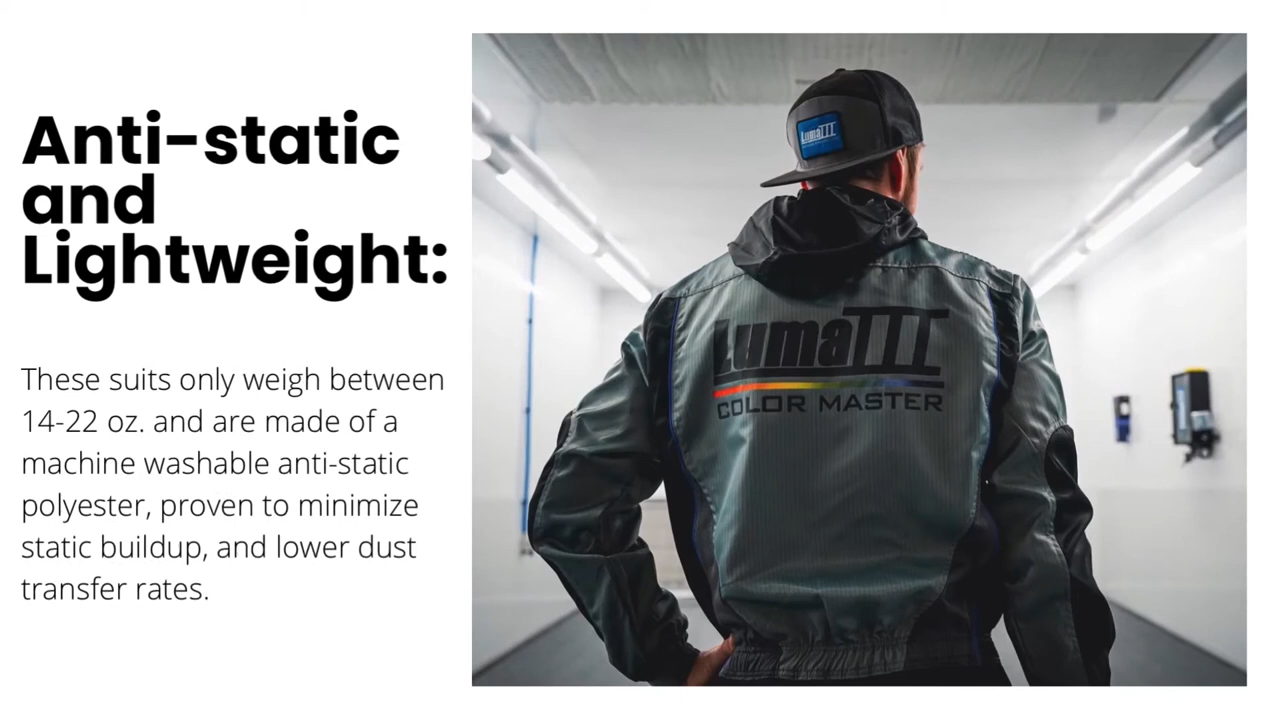 Anti-static
and
Lightweight:
These suits only weigh between
14-22 oz. and are made of a
machine washable anti-static
polyester, proven to minimize
static buildup, and lower dust
transfer rates.
LumaIII
LumaIII
COLOR MASTER